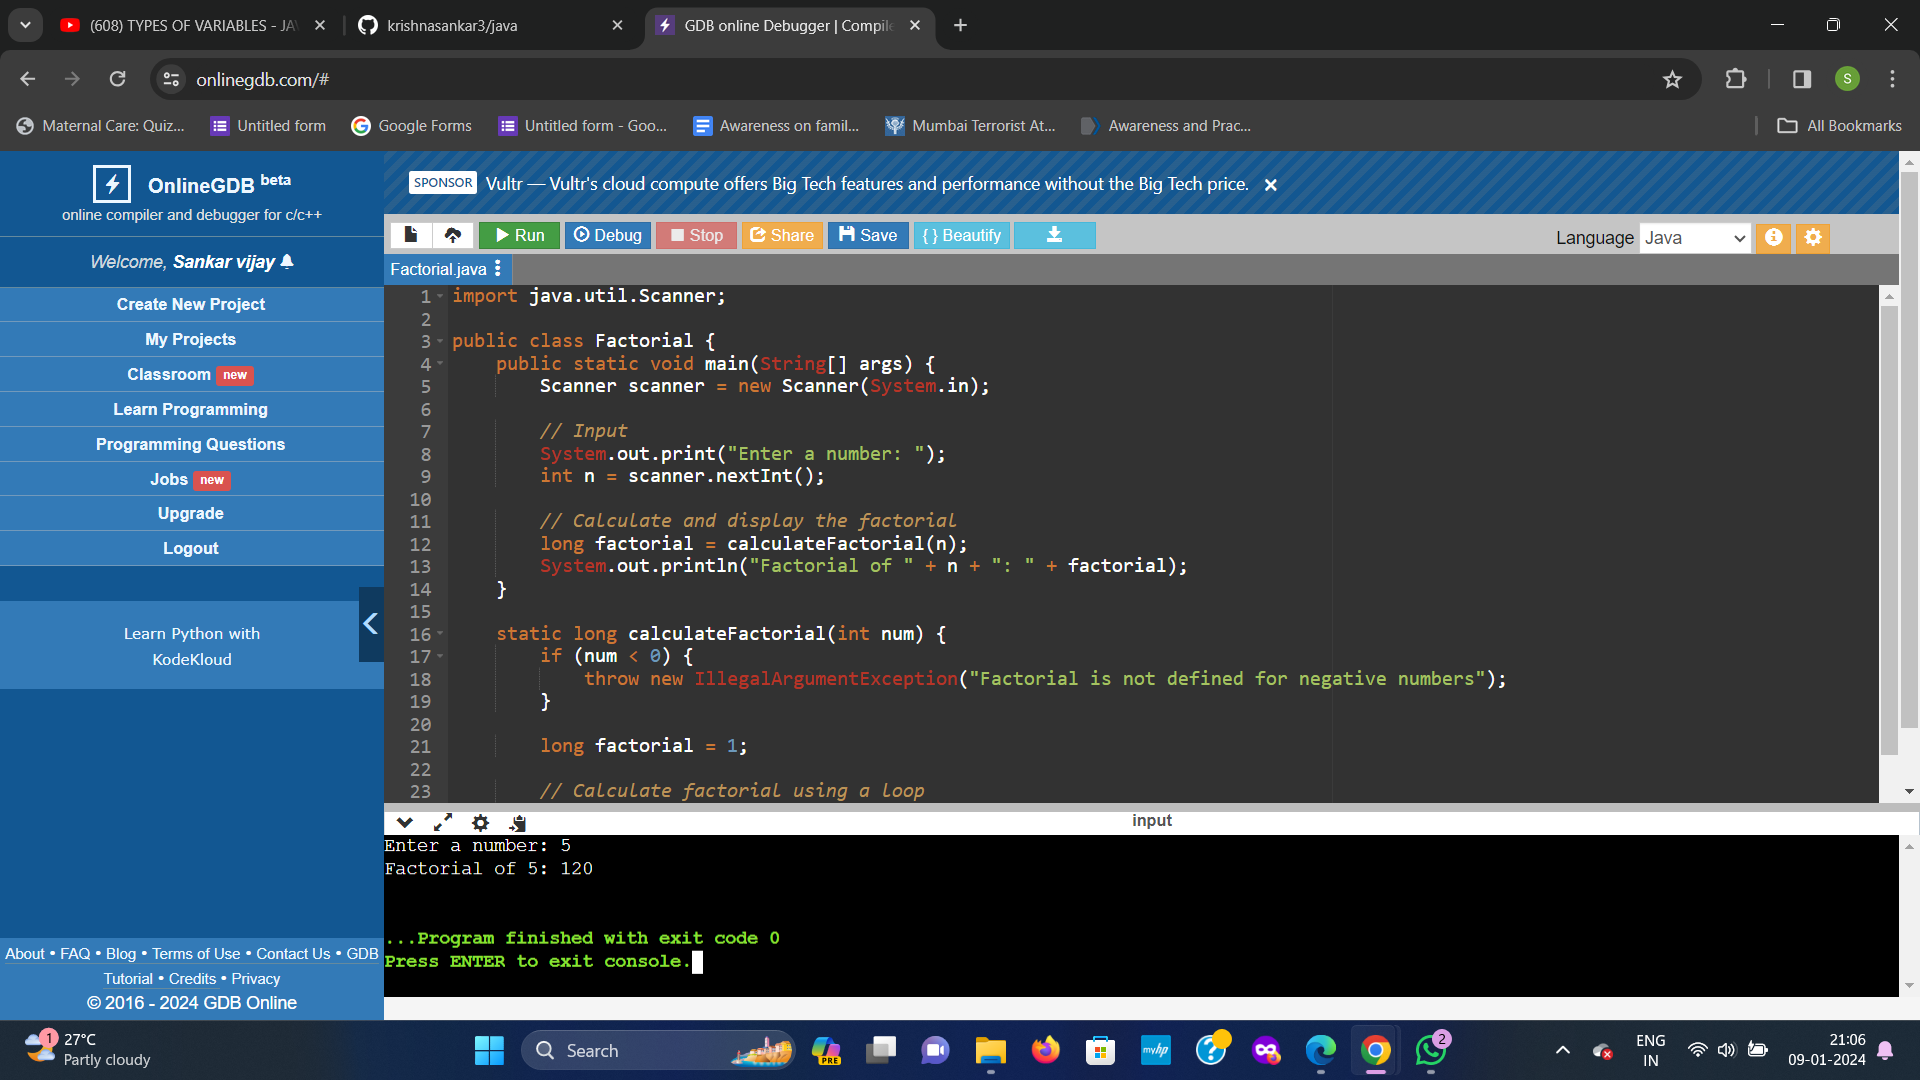 (608) TYPES OF VARIABLES - JA
krishnasankar3/java
GDB online Debugger | Compile
onlinegdb.com/#
S
Maternal Care: Quiz...
Untitled form
Google Forms
Untitled form - Goo...
Awareness on famil...
Mumbai Terrorist At...
Awareness and Prac...
All Bookmarks
OnlineGDB beta
online compiler and debugger for c/c++
Welcome, Sankar vijay
Create New Project
My Projects
Classroom new
Learn Programming
Programming Questions
Jobs new
Upgrade
Logout
Learn Python with
KodeKloud
About • FAQ • Blog • Terms of Use • Contact Us • GDB
Tutorial • Credits • Privacy
© 2016 - 2024 GDB Online
SPONSOR Vultr — Vultr's cloud compute offers Big Tech features and performance without the Big Tech price.
Run Debug Stop Share Save { } Beautify
Language Java
Factorial.java
1 import java.util.Scanner;
2
3 public class Factorial {
4 public static void main(String[] args) {
5 Scanner scanner = new Scanner(System.in);
6
7 // Input
8 System.out.print("Enter a number: ");
9 int n = scanner.nextInt();
10
11 // Calculate and display the factorial
12 long factorial = calculateFactorial(n);
13 System.out.println("Factorial of " + n + ": " + factorial);
14 }
15
16 static long calculateFactorial(int num) {
17 if (num < 0) {
18 throw new IllegalArgumentException("Factorial is not defined for negative numbers");
19 }
20
21 long factorial = 1;
22
23 // Calculate factorial using a loop
input
Enter a number: 5
Factorial of 5: 120
...Program finished with exit code 0
Press ENTER to exit console.
1
27°C
Partly cloudy
Search
PRE
myhp
2
ENG
IN
21:06
09-01-2024